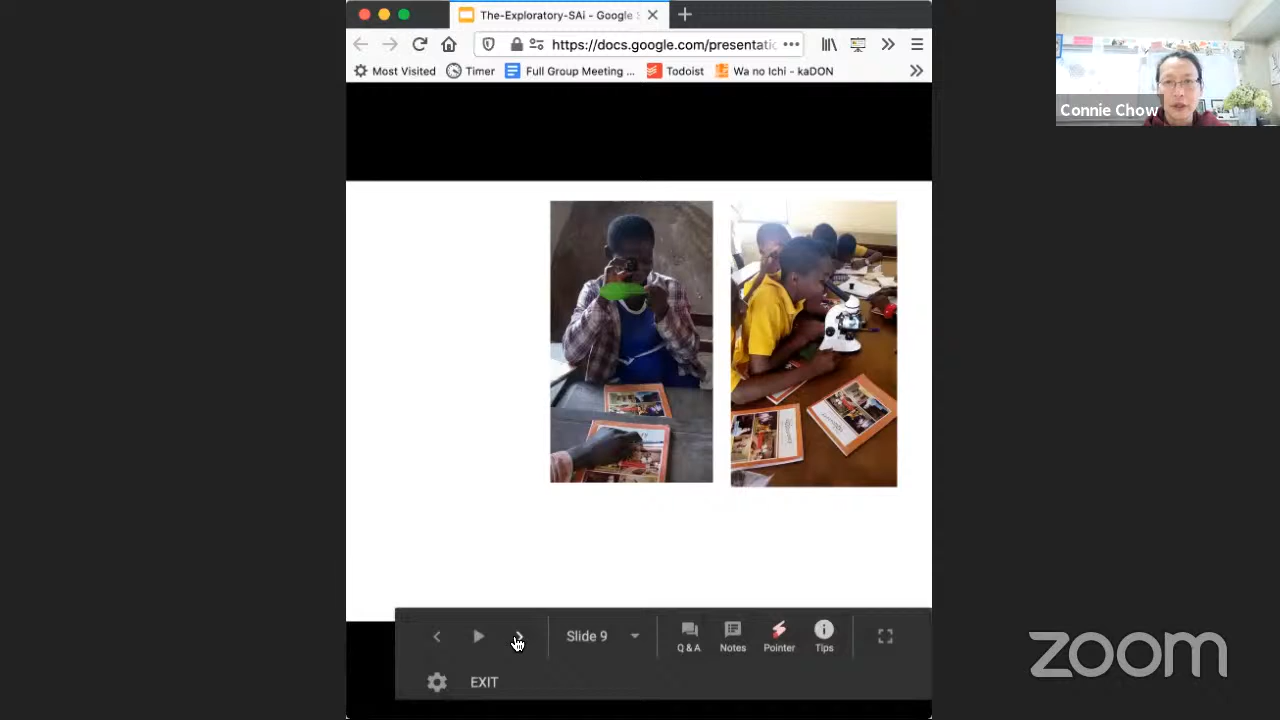 The-Exploratory-SAi - Google S
https://docs.google.com/presentatic
Most Visited
Timer
Full Group Meeting ...
Todoist
Wa no Ichi - kaDON
Connie Chow
Slide 9
Q & A
Notes
Pointer
Tips
EXIT
zoom